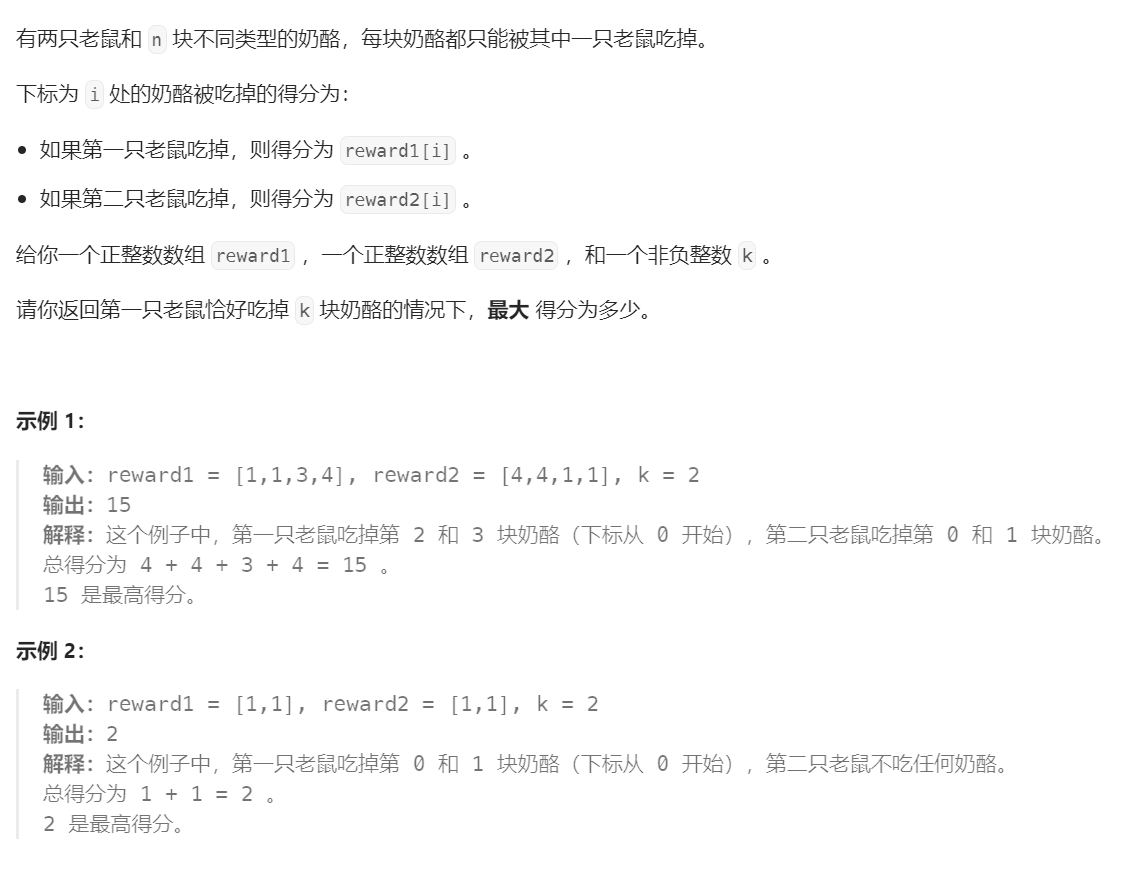 有两只老鼠和 n 块不同类型的奶酪，每块奶酪都只能被其中一只老鼠吃掉。
下标为 i 处的奶酪被吃掉的得分为：
• 如果第一只老鼠吃掉，则得分为 reward1[i] 。
• 如果第二只老鼠吃掉，则得分为 reward2[i] 。
给你一个正整数数组 reward1 ，一个正整数数组 reward2 ，和一个非负整数 k 。
请你返回第一只老鼠恰好吃掉 k 块奶酪的情况下，最大 得分为多少。
示例 1：
输入：reward1 = [1,1,3,4], reward2 = [4,4,1,1], k = 2
输出：15
解释：这个例子中，第一只老鼠吃掉第 2 和 3 块奶酪（下标从 0 开始），第二只老鼠吃掉第 0 和 1 块奶酪。
总得分为 4 + 4 + 3 + 4 = 15 。
15 是最高得分。
示例 2：
输入：reward1 = [1,1], reward2 = [1,1], k = 2
输出：2
解释：这个例子中，第一只老鼠吃掉第 0 和 1 块奶酪（下标从 0 开始），第二只老鼠不吃任何奶酪。
总得分为 1 + 1 = 2 。
2 是最高得分。